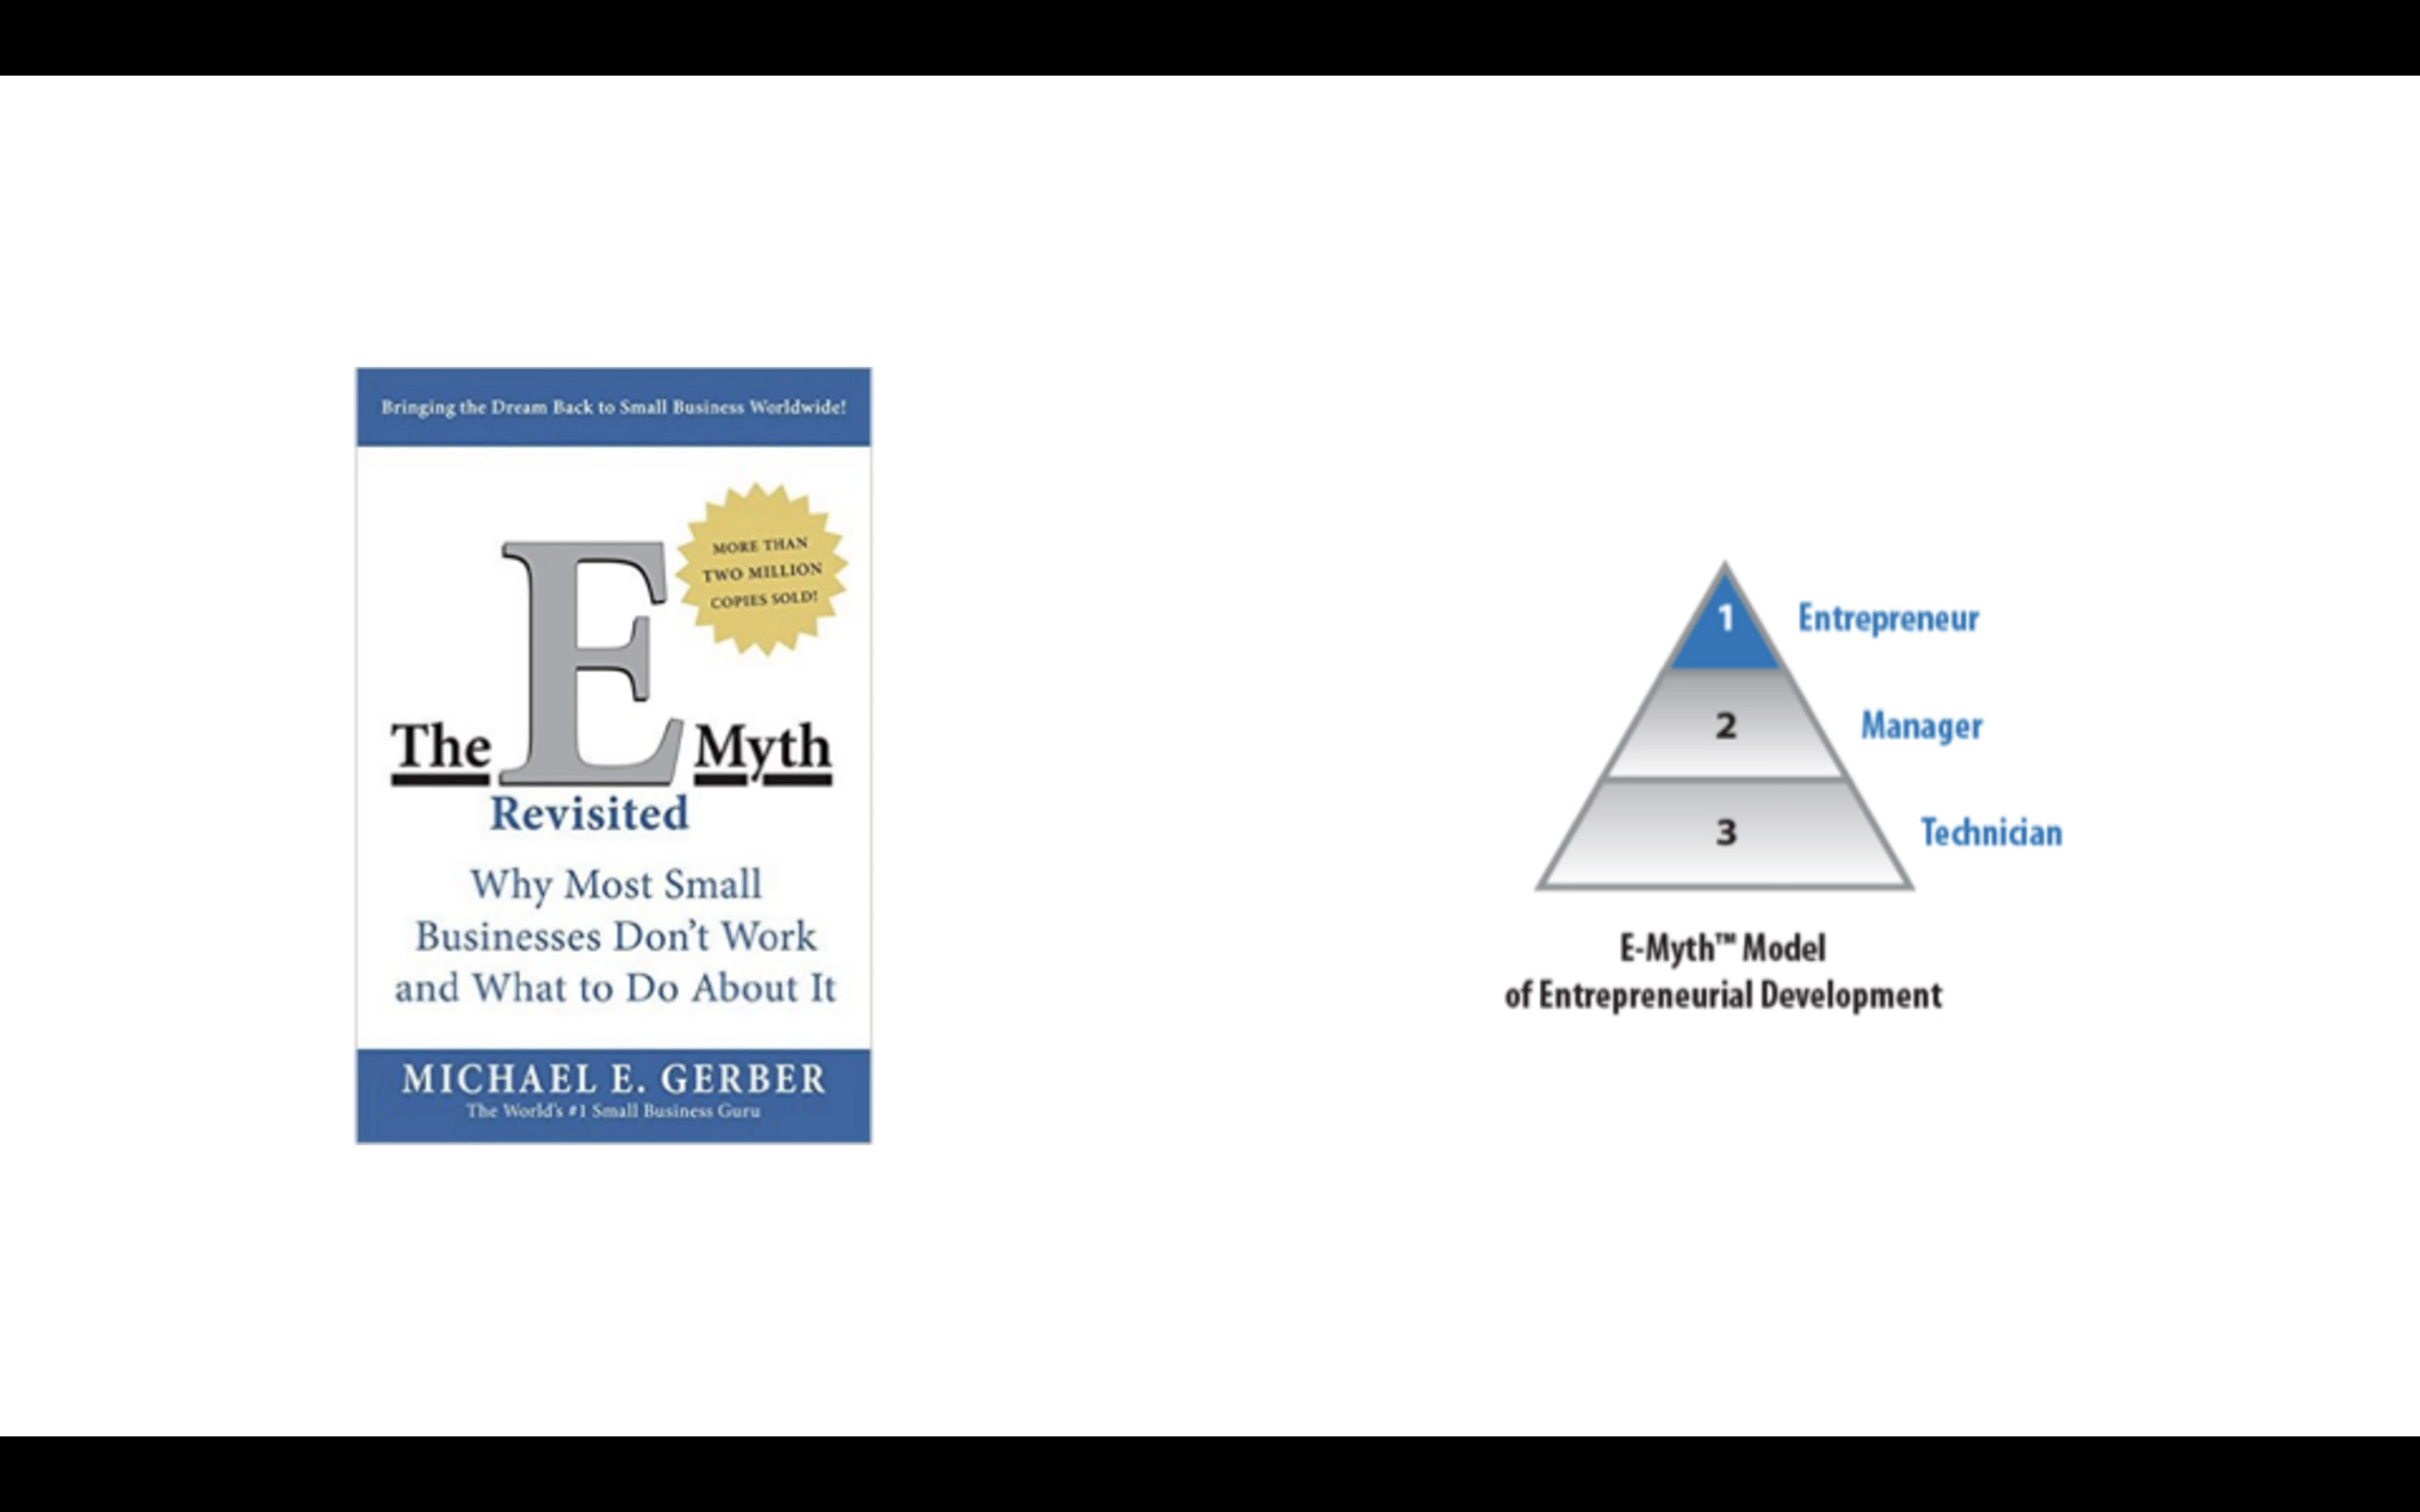 Bringing the Dream Back to Small Business Worldwide!
MORE THAN
TWO MILLION
COPIES SOLD!
The E Myth
Revisited
Why Most Small
Businesses Don't Work
and What to Do About It
MICHAEL E. GERBER
The World's #1 Small Business Guru
1 Entrepreneur
2 Manager
3 Technician
E-Myth™ Model
of Entrepreneurial Development